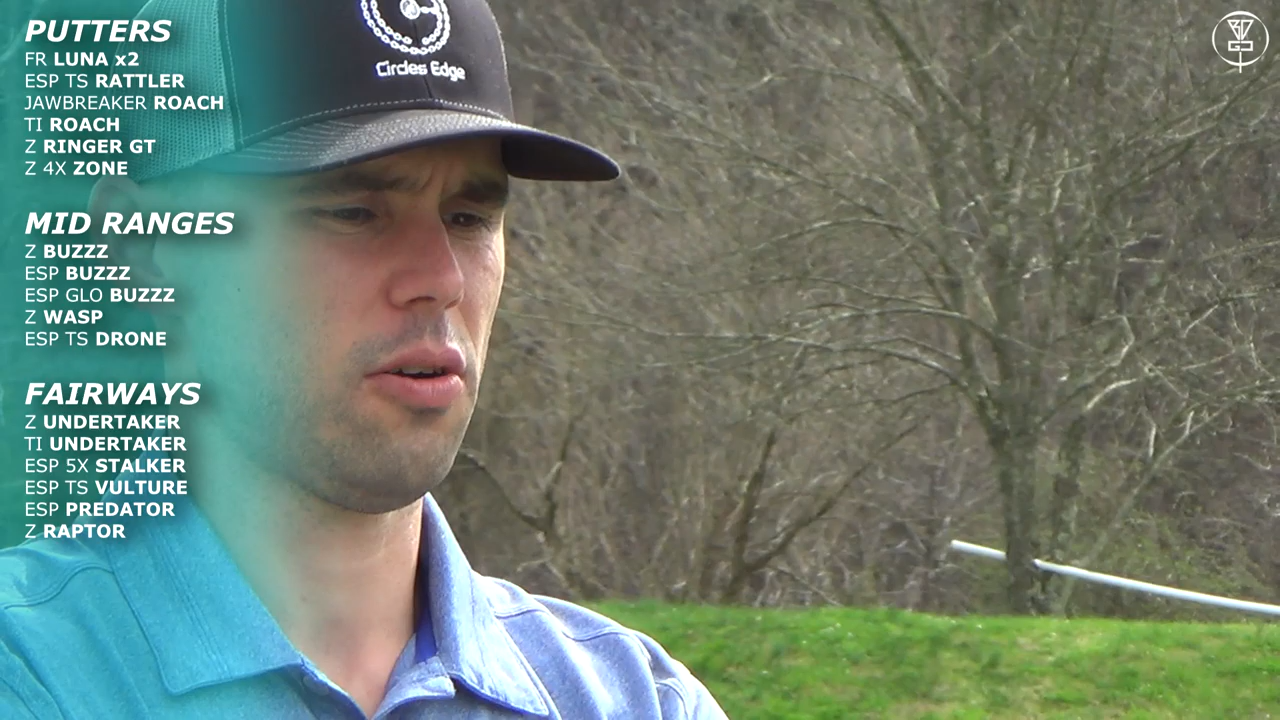 PUTTERS
FR LUNA x2
ESP TS RATTLER
JAWBREAKER ROACH
TI ROACH
Z RINGER GT
Z 4X ZONE
MID RANGES
Z BUZZZ
ESP BUZZZ
ESP GLO BUZZZ
Z WASP
ESP TS DRONE
FAIRWAYS
Z UNDERTAKER
TI UNDERTAKER
ESP 5X STALKER
ESP TS VULTURE
ESP PREDATOR
Z RAPTOR
Circles Edge